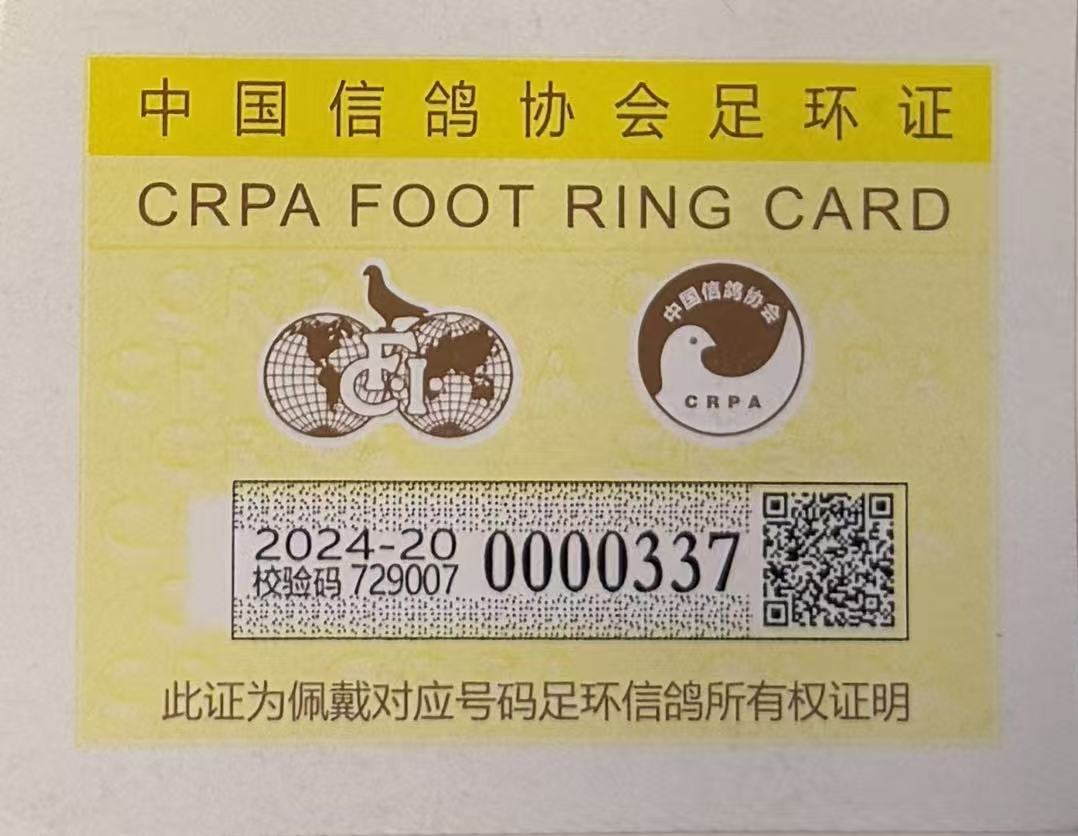 中国信鸽协会足环证
CRPA FOOT RING CARD
FCI
中国信鸽协会
CRPA
2024-20
校验码 729007
0000337
此证为佩戴对应号码足环信鸽所有权证明